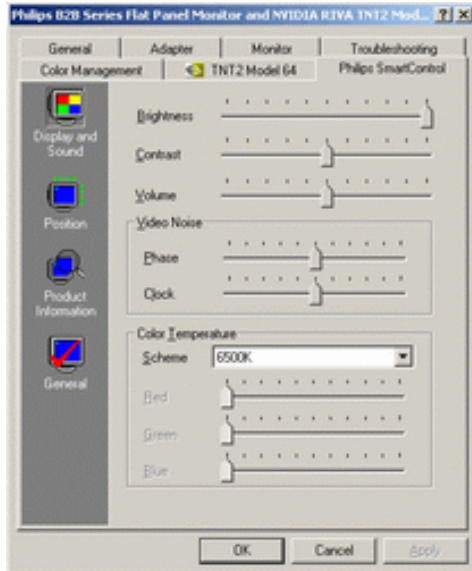 Philips B2B Series Flat Panel Monitor and NVIDIA RIVA TNT2 Mod... ? X
General Adapter Monitor Troubleshooting
Color Management TNT2 Model 64 Philips SmartControl
Display and
Sound
Position
Product
Information
General
Brightness
Contrast
Volume
Video Noise
Phase
Clock
Color Temperature
Scheme 6500K
Red
Green
Blue
OK Cancel Apply